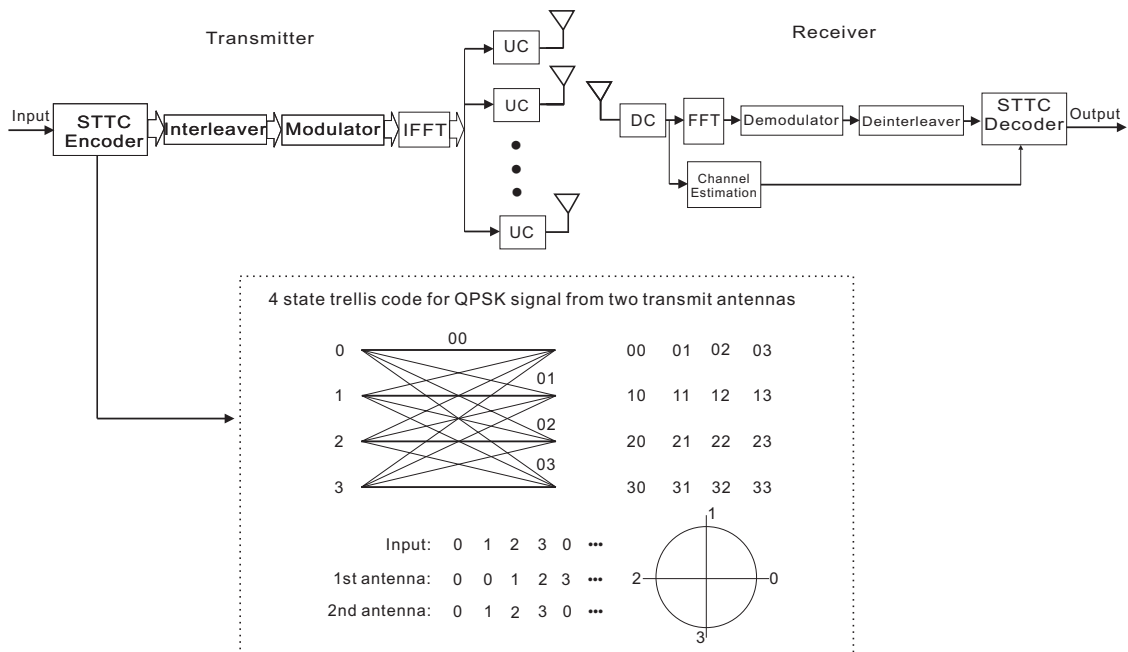 Transmitter
Receiver
UC
UC
UC
Input
STTC
Encoder
Interleaver
Modulator
IFFT
DC
FFT
Demodulator
Deinterleaver
STTC
Decoder
Output
Channel
Estimation
4 state trellis code for QPSK signal from two transmit antennas
00
0
00 01 02 03
01
1
10 11 12 13
02
2
20 21 22 23
03
3
30 31 32 33
Input: 0 1 2 3 0 •••
1st antenna: 0 0 1 2 3 •••
2nd antenna: 0 1 2 3 0 •••
1
2
0
3